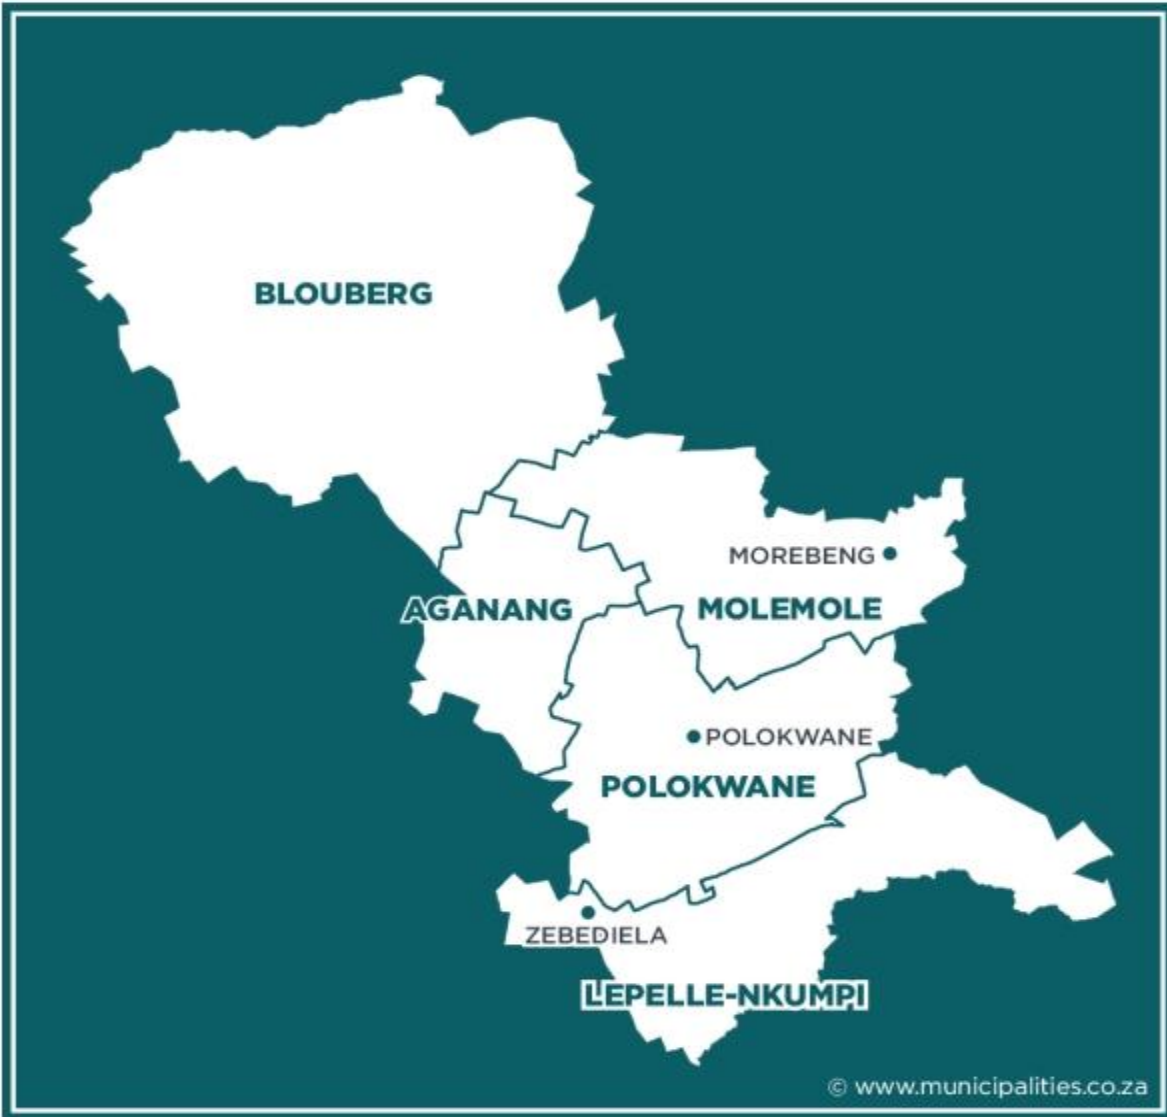 BLOUBERG
MOREBENG
AGANANG
MOLEMOLE
POLOKWANE
POLOKWANE
ZEBEDIELA
LEPELLE-NKUMPI
© www.municipalities.co.za